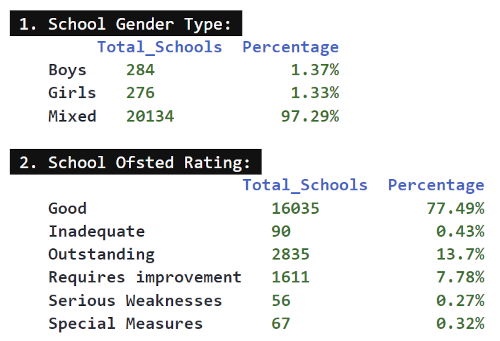 1. School Gender Type:
Total_Schools Percentage
Boys 284 1.37%
Girls 276 1.33%
Mixed 20134 97.29%
2. School Ofsted Rating:
Total_Schools Percentage
Good 16035 77.49%
Inadequate 90 0.43%
Outstanding 2835 13.7%
Requires improvement 1611 7.78%
Serious Weaknesses 56 0.27%
Special Measures 67 0.32%